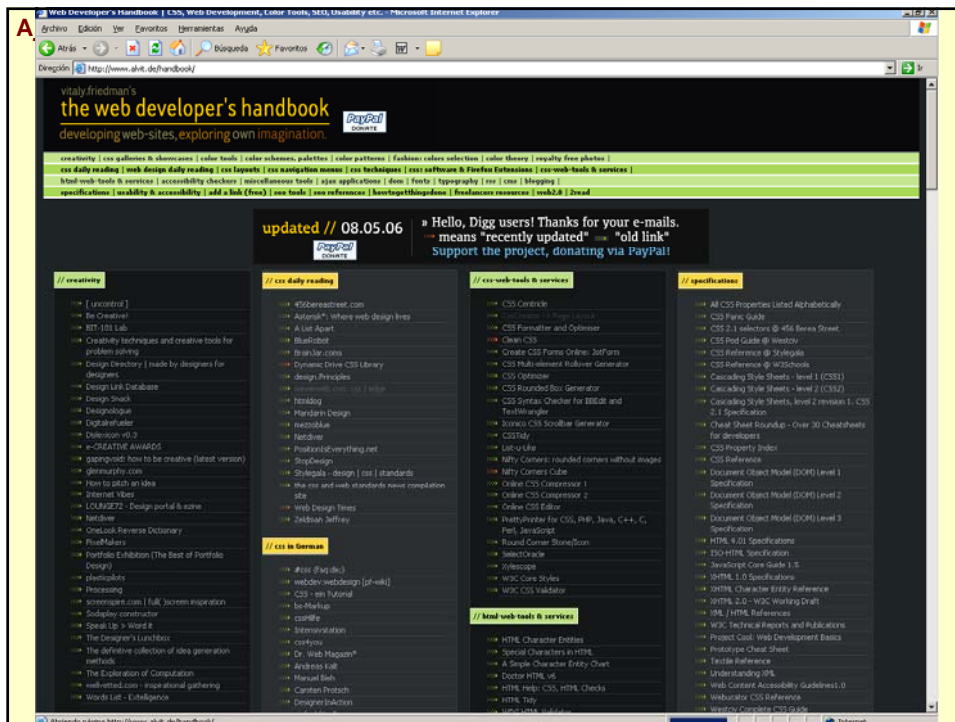 Web Developer's Handbook | CSS, Web Development, Color Tools, SEO, Usability etc. - Microsoft Internet Explorer
A
Archivo Edición Ver Favoritos Herramientas Ayuda
Atrás Búsqueda Favoritos
Dirección http://www.alvit.de/handbook/ Ir
vitaly.friedman's
the web developer's handbook
developing web-sites, exploring own imagination.
PayPal
DONATE
creativity | css galleries & showcases | color tools | color schemes, palettes | color patterns | fashion: colors selection | color theory | royalty free photos |
css daily reading | web design daily reading | css layouts | css navigation menus | css techniques | css: software & Firefox Extensions | css-web-tools & services |
html-web-tools & services | accessibility checkers | miscellaneous tools | ajax applications | dom | fonts | typography | rss | cms | blogging |
specifications | usability & accessibility | add a link (free) | seo tools | seo references | howtogetthingsdone | freelancers resources | web2.0 | 2read
updated // 08.05.06
PayPal
DONATE
» Hello, Digg users! Thanks for your e-mails.
means "recently updated" "old link"
Support the project, donating via PayPal!
// creativity
[ uncontrol ]
Be Creative!
BIT-101 Lab
Creativity techniques and creative tools for
problem solving
Design Directory | made by designers for
designers
Design Link Database
Design Snack
Designologue
Digitalrefueler
Dislexicon v0.3
e-CREATIVE AWARDS
gapingvoid: how to be creative (latest version)
glenmurphy.com
How to pitch an idea
Internet Vibes
LOUNGE72 - Design portal & ezine
Netdiver
OneLook Reverse Dictionary
PixelMakers
Portfolio Exhibition (The Best of Portfolio
Design)
plasticpilots
Processing
screenspire.com | full( )screen inspiration
Sodaplay constructor
Speak Up > Word It
The Designer's Lunchbox
The definitive collection of idea generation
methods
The Exploration of Computation
wellvetted.com - inspirational gathering
Words List - Extelligence
// css daily reading
456bereastreet.com
Asterisk*: Where web design lives
A List Apart
BlueRobot
BrainJar.coms
Dynamic Drive CSS Library
design.Principles
htmldog
Mandarin Design
mezzoblue
Netdiver
PositionIsEverything.net
StopDesign
Stylegala - design | css | standards
the css and web standards news compilation
site
Web Design Times
Zeldman Jeffrey
// css in German
#css (faq:dec)
webdev:webdesign [pf-wiki]
CSS - ein Tutorial
bs-Markup
cssHilfe
Intensivstation
css4you
Dr. Web Magazin*
Andreas Kalt
Manuel Bieh
Carsten Protsch
DesignerInAction
// css-web-tools & services
CSS Centricle
CSS Formatter and Optimiser
Clean CSS
Create CSS Forms Online: JotForm
CSS Multi-element Rollover Generator
CSS Optimizer
CSS Rounded Box Generator
CSS Syntax Checker for BBEdit and
TextWrangler
Iconico CSS Scrollbar Generator
CSSTidy
List-u-Like
Nifty Corners: rounded corners without images
Nifty Corners Cube
Online CSS Compressor 1
Online CSS Compressor 2
Online CSS Editor
PrettyPrinter for CSS, PHP, Java, C++, C,
Perl, JavaScript
Round Corner Stone/Icon
SelectOracle
Xylescope
W3C Core Styles
W3C CSS Validator
// html-web-tools & services
HTML Character Entities
Special Characters in HTML
A Simple Character Entity Chart
Doctor HTML v6
HTML Help: CSS, HTML Checks
HTML Tidy
// specifications
All CSS Properties Listed Alphabetically
CSS Panic Guide
CSS 2.1 selectors @ 456 Berea Street
CSS Pod Guide @ Westciv
CSS Reference @ Stylegala
CSS Reference @ W3Schools
Cascading Style Sheets - level 1 (CSS1)
Cascading Style Sheets - level 2 (CSS2)
Cascading Style Sheets, level 2 revision 1. CSS
2.1 Specification
Cheat Sheet Roundup - Over 30 Cheatsheets
for developers
CSS Property Index
CSS Reference
Document Object Model (DOM) Level 1
Specification
Document Object Model (DOM) Level 2
Specification
Document Object Model (DOM) Level 3
Specification
HTML 4.01 Specifications
ISO-HTML Specification
JavaScript Core Guide 1.5
XHTML 1.0 Specifications
XHTML Character Entity Reference
XHTML 2.0 - W3C Working Draft
XML / HTML References
W3C Technical Reports and Publications
Project Cool: Web Development Basics
Prototype Cheat Sheet
Textile Reference
Understanding XML
Web Content Accessibility Guidelines1.0
Webucator CSS Reference
Westciv Complete CSS Guide